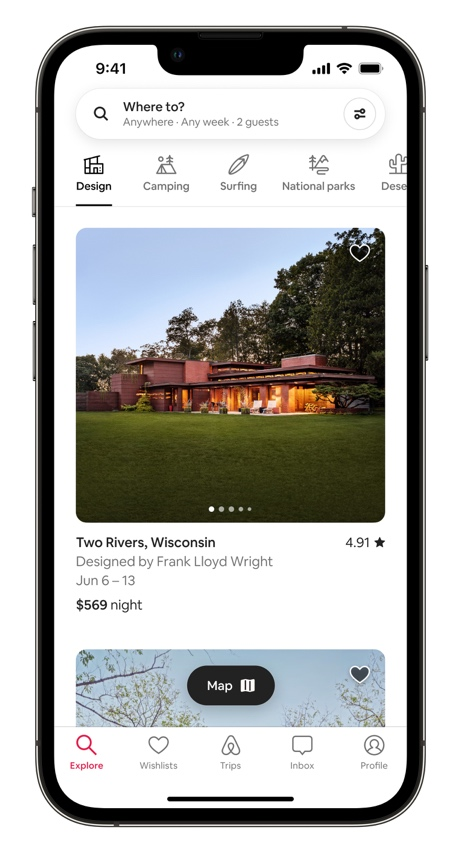 9:41
Where to?
Anywhere · Any week · 2 guests
Design
Camping
Surfing
National parks
Dese
Two Rivers, Wisconsin
4.91 ★
Designed by Frank Lloyd Wright
Jun 6 – 13
$569 night
Map
Explore
Wishlists
Trips
Inbox
Profile